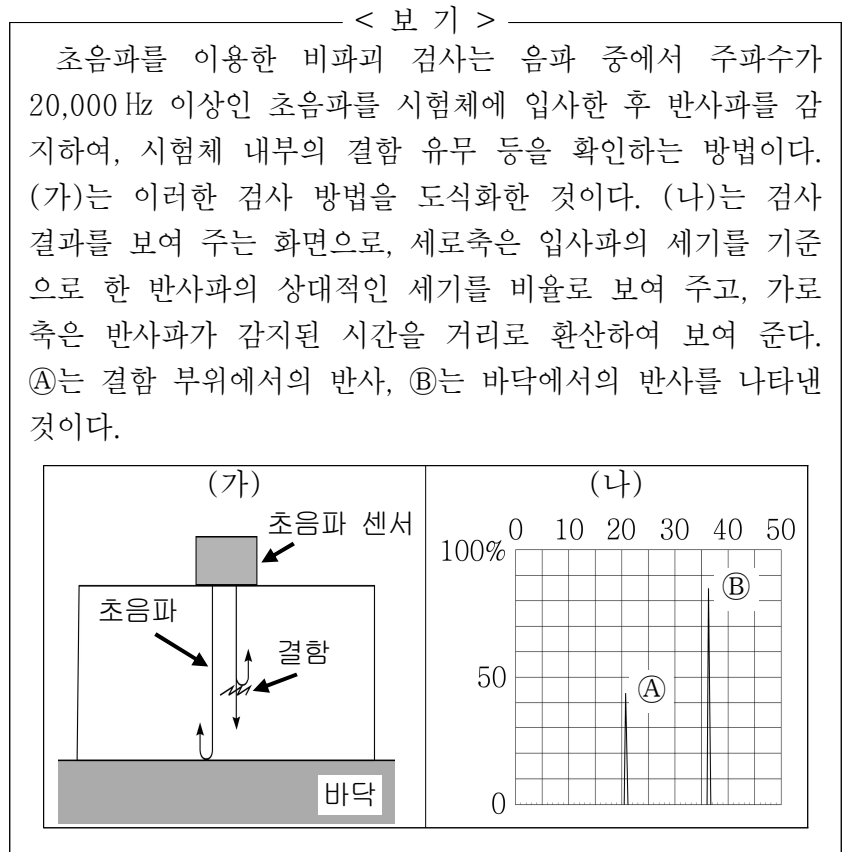 < 보 기 >
초음파를 이용한 비파괴 검사는 음파 중에서 주파수가
20,000 Hz 이상인 초음파를 시험체에 입사한 후 반사파를 감
지하여, 시험체 내부의 결함 유무 등을 확인하는 방법이다.
(가)는 이러한 검사 방법을 도식화한 것이다. (나)는 검사
결과를 보여 주는 화면으로, 세로축은 입사파의 세기를 기준
으로 한 반사파의 상대적인 세기를 비율로 보여 주고, 가로
축은 반사파가 감지된 시간을 거리로 환산하여 보여 준다.
Ⓐ는 결함 부위에서의 반사, Ⓑ는 바닥에서의 반사를 나타낸
것이다.
(가)
초음파 센서
초음파
결함
바닥
(나)
0 10 20 30 40 50
100%
Ⓑ
50
Ⓐ
0